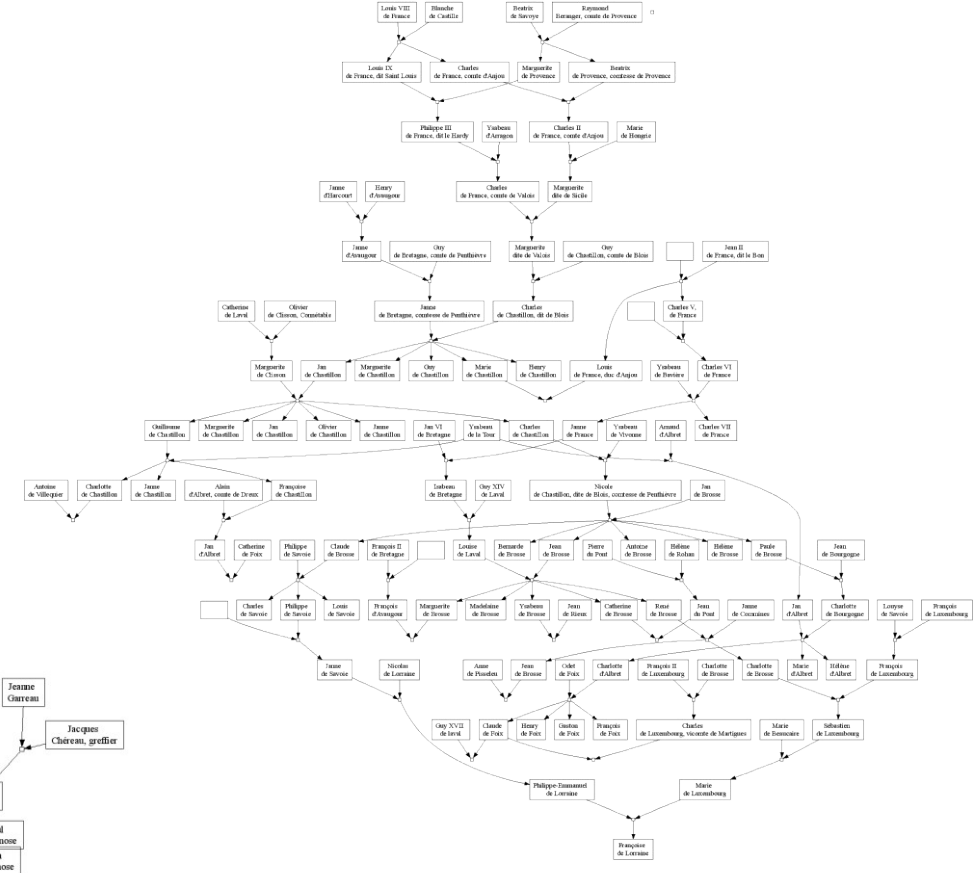 Louis VIII
de France
Blanche
de Castille
Beatrix
de Savoye
Reymond
Beranger, comte de Provence
Louis IX
de France, dit Saint Louis
Charles
de France, comte d'Anjou
Marguerite
de Provence
Beatrix
de Provence, comtesse de Provence
Philippe III
de France, dit le Hardy
Ysabeau
d'Arragon
Charles II
de France, comte d'Anjou
Marie
de Hongrie
Janne
d'Harcourt
Henry
d'Avaugour
Charles
de France, comte de Valois
Marguerite
dite de Sicile
Janne
d'Avaugour
Guy
de Bretagne, comte de Penthièvre
Marguerite
dite de Valois
Guy
de Chastillon, comte de Blois
Jean II
de France, dit le Bon
Catherine
de Laval
Olivier
de Clisson, Connétable
Janne
de Bretagne, comtesse de Penthièvre
Charles
de Chastillon, dit de Blois
Charles V,
de France
Marguerite
de Clisson
Jan
de Chastillon
Marguerite
de Chastillon
Guy
de Chastillon
Marie
de Chastillon
Henry
de Chastillon
Louis
de France, duc d'Anjou
Ysabeau
de Bavière
Charles VI
de France
Guillaume
de Chastillon
Marguerite
de Chastillon
Jan
de Chastillon
Olivier
de Chastillon
Janne
de Chastillon
Jan VI
de Bretagne
Ysabeau
de la Tour
Charles
de Chastillon
Janne
de France
Ysabeau
de Vivonne
Arnaud
d'Albret
Charles VII
de France
Antoine
de Villequier
Charlotte
de Chastillon
Janne
de Chastillon
Alain
d'Albret, comte de Dreux
Françoise
de Chastillon
Isabeau
de Bretagne
Guy XIV
de Laval
Nicole
de Chastillon, dite de Blois, comtesse de Penthièvre
Jan
de Brosse
Jan
d'Albret
Catherine
de Foix
Philippe
de Savoie
Claude
de Brosse
François II
de Bretagne
Louise
de Laval
Bernarde
de Brosse
Jean
de Brosse
Pierre
du Pont
Antoine
de Brosse
Hélène
de Rohan
Hélène
de Brosse
Paule
de Brosse
Jean
de Bourgogne
Charles
de Savoie
Philippe
de Savoie
Louis
de Savoie
François
d'Avaugour
Marguerite
de Brosse
Madelaine
de Brosse
Ysabeau
de Brosse
Jean
de Rieux
Catherine
de Brosse
René
de Brosse
Jean
du Pont
Janne
de Commines
Jan
d'Albret
Charlotte
de Bourgogne
Louyse
de Savoie
François
de Luxembourg
Janne
de Savoie
Nicolas
de Lorraine
Anne
de Pisseleu
Jean
de Brosse
Odet
de Foix
Charlotte
d'Albret
François II
de Luxembourg
Charlotte
de Brosse
Charlotte
de Brosse
Marie
d'Albret
Hélène
d'Albret
François
de Luxembourg
Jeanne
Garreau
Jacques
Chéreau, greffier
Guy XVII
de laval
Claude
de Foix
Henry
de Foix
Gaston
de Foix
François
de Foix
Charles
de Luxembourg, vicomte de Martigues
Marie
de Beaucaire
Sébastien
de Luxembourg
Philippe-Emmanuel
de Lorraine
Marie
de Luxembourg
Françoise
de Lorraine